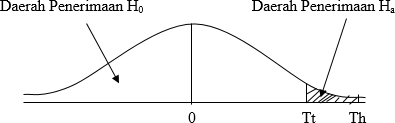 Daerah Penerimaan H₀ Daerah Penerimaan Hₐ
0 Tt Th